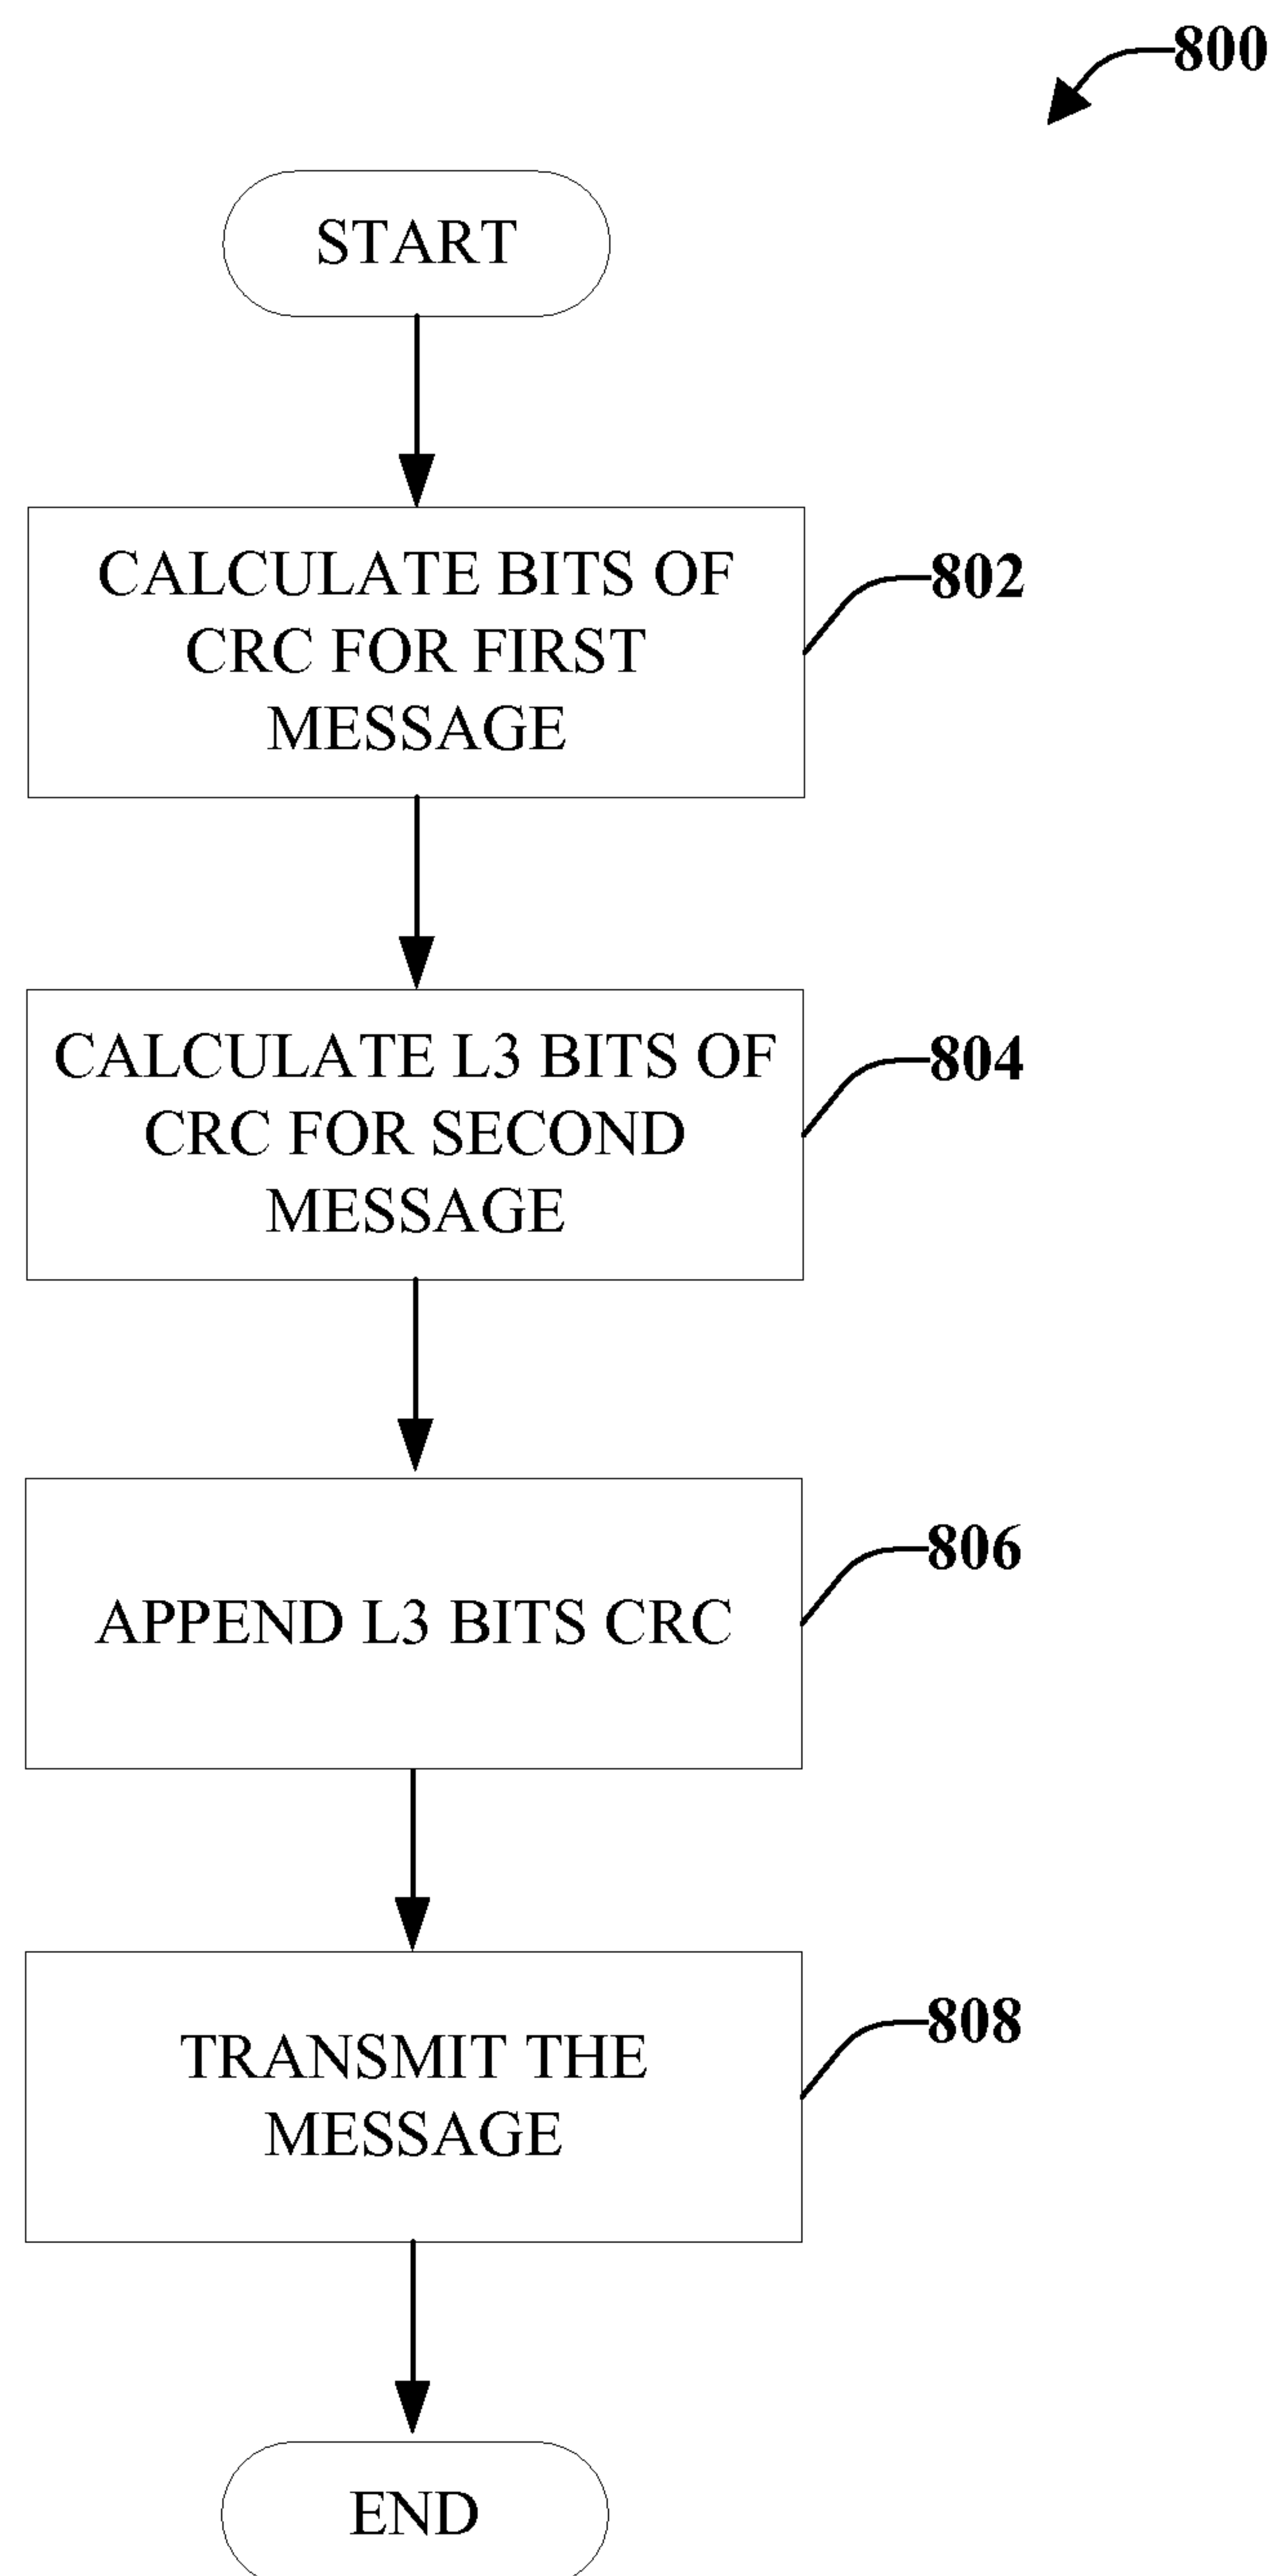 800
START
CALCULATE BITS OF
CRC FOR FIRST
MESSAGE
802
CALCULATE L3 BITS OF
CRC FOR SECOND
MESSAGE
804
APPEND L3 BITS CRC
806
TRANSMIT THE
MESSAGE
808
END